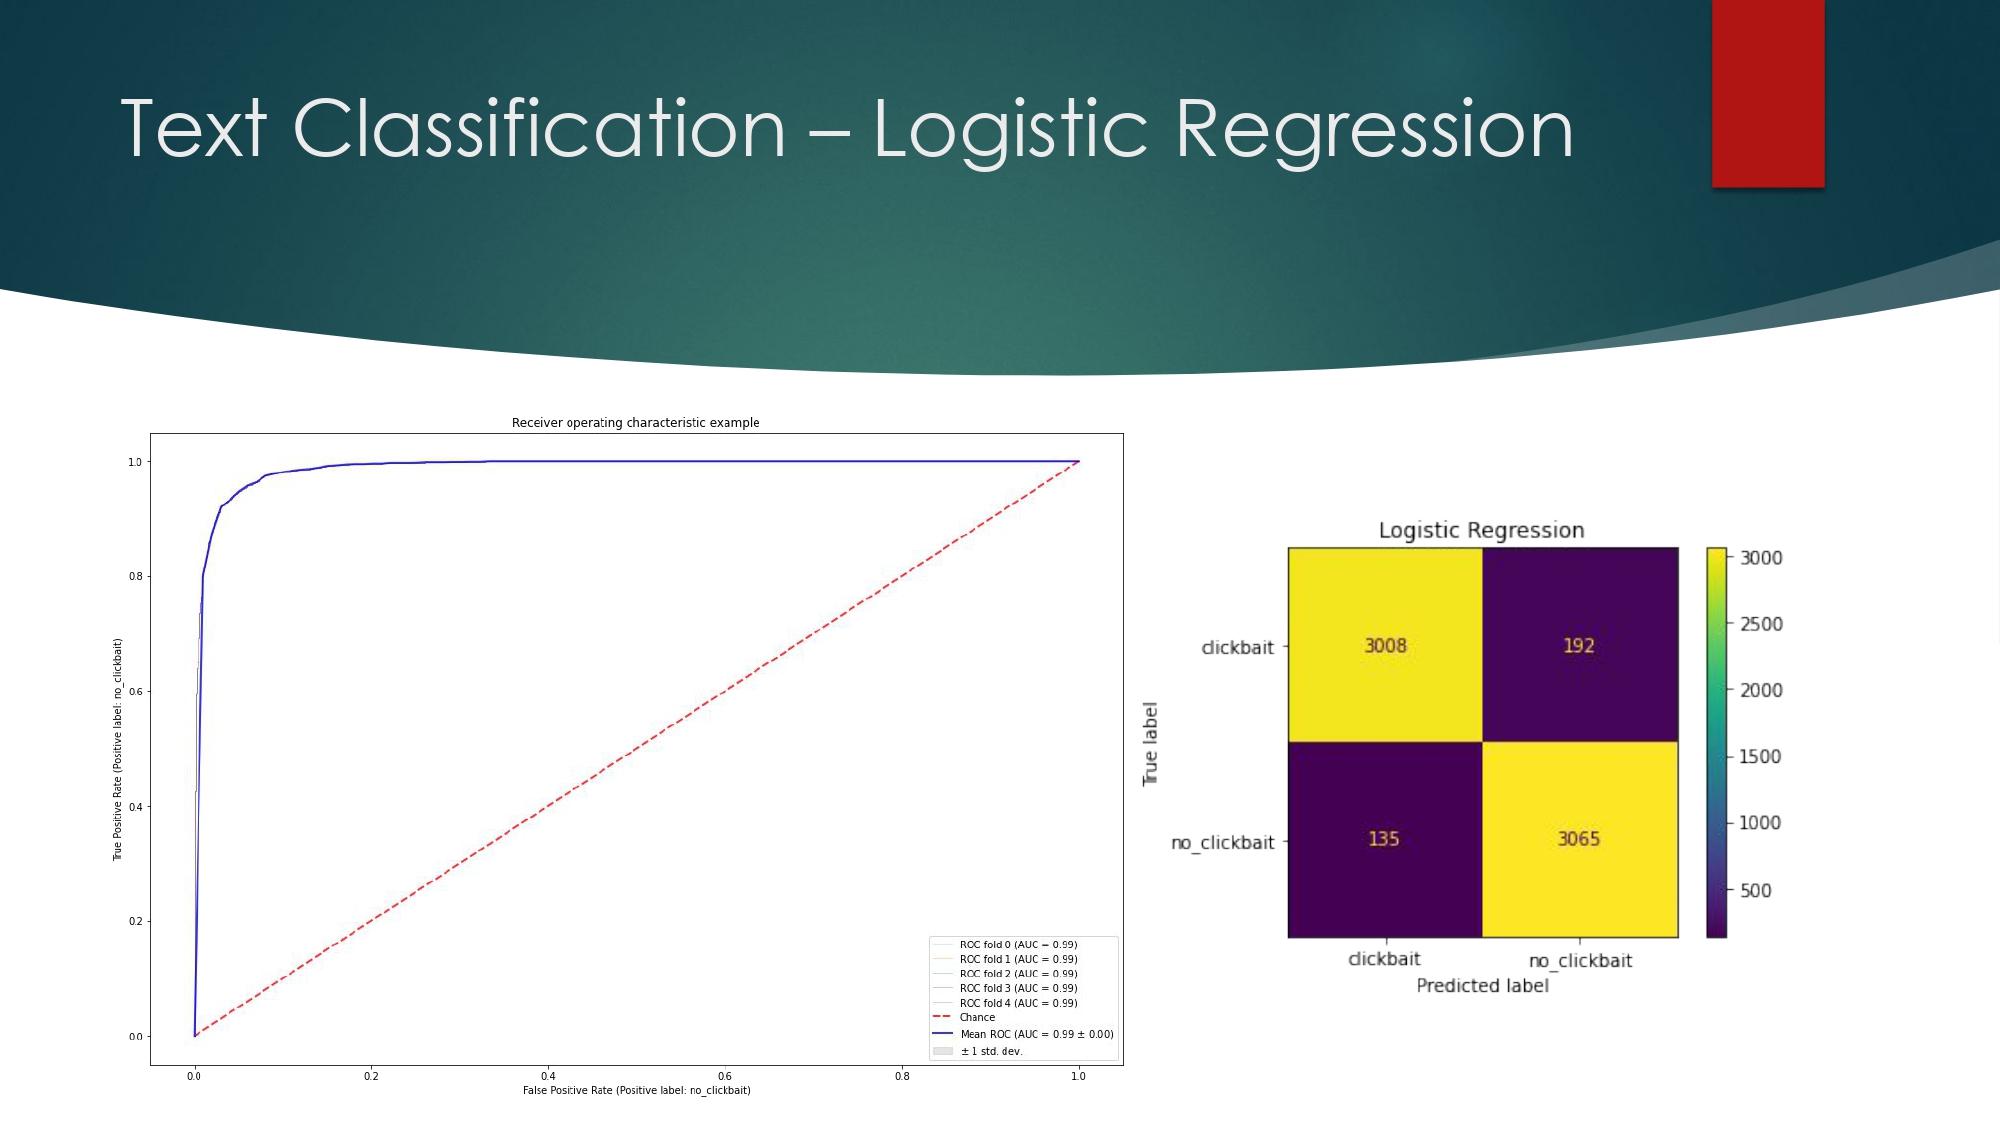 Text Classification – Logistic Regression
Receiver operating characteristic example
True Positive Rate (Positive label: no_clickbait)
1.0
0.8
0.6
0.4
0.2
0.0
0.0
0.2
0.4
0.6
0.8
1.0
False Positive Rate (Positive label: no_clickbait)
ROC fold 0 (AUC = 0.99)
ROC fold 1 (AUC = 0.99)
ROC fold 2 (AUC = 0.99)
ROC fold 3 (AUC = 0.99)
ROC fold 4 (AUC = 0.99)
Chance
Mean ROC (AUC = 0.99 ± 0.00)
± 1 std. dev.
Logistic Regression
True label
clickbait
3008
192
no_clickbait
135
3065
clickbait
no_clickbait
Predicted label
3000
2500
2000
1500
1000
500